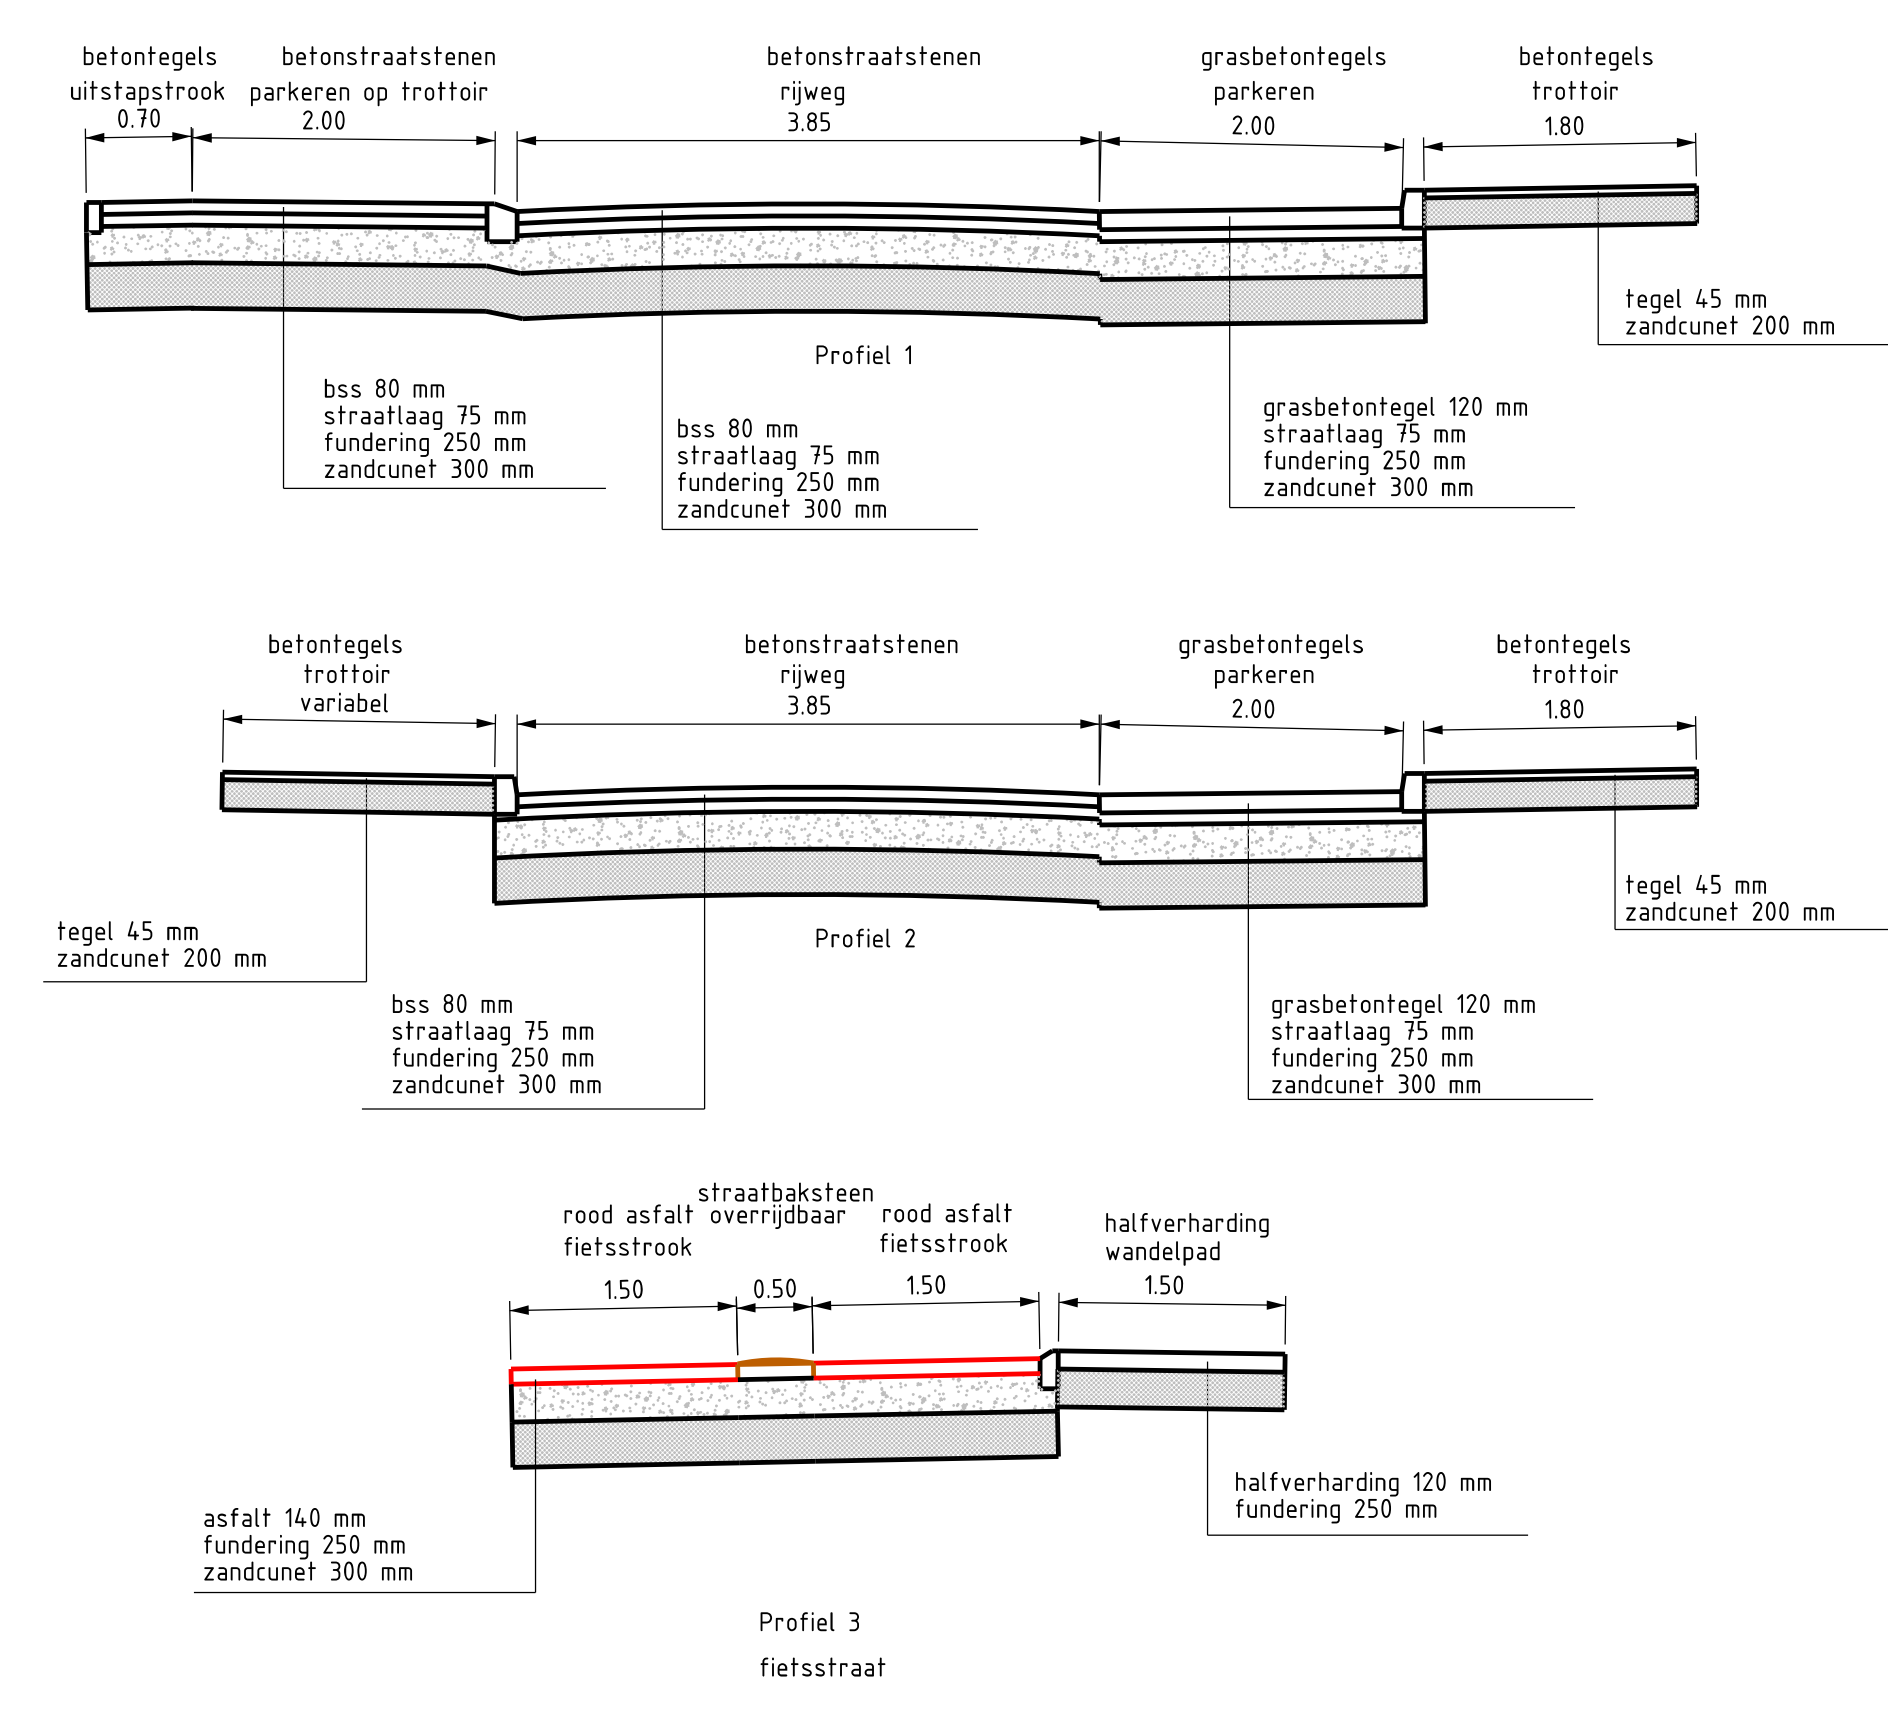 betontegels
uitstapstrook
0.70
betonstraatstenen
parkeren op trottoir
2.00
betonstraatstenen
rijweg
3.85
grasbetontegels
parkeren
2.00
betontegels
trottoir
1.80
tegel 45 mm
zandcunet 200 mm
Profiel 1
bss 80 mm
straatlaag 75 mm
fundering 250 mm
zandcunet 300 mm
bss 80 mm
straatlaag 75 mm
fundering 250 mm
zandcunet 300 mm
grasbetontegel 120 mm
straatlaag 75 mm
fundering 250 mm
zandcunet 300 mm
betontegels
trottoir
variabel
betonstraatstenen
rijweg
3.85
grasbetontegels
parkeren
2.00
betontegels
trottoir
1.80
tegel 45 mm
zandcunet 200 mm
Profiel 2
tegel 45 mm
zandcunet 200 mm
bss 80 mm
straatlaag 75 mm
fundering 250 mm
zandcunet 300 mm
grasbetontegel 120 mm
straatlaag 75 mm
fundering 250 mm
zandcunet 300 mm
rood asfalt
fietsstrook
1.50
straatbaksteen
overrijdbaar
0.50
rood asfalt
fietsstrook
1.50
halfverharding
wandelpad
1.50
halfverharding 120 mm
fundering 250 mm
asfalt 140 mm
fundering 250 mm
zandcunet 300 mm
Profiel 3
fietsstraat